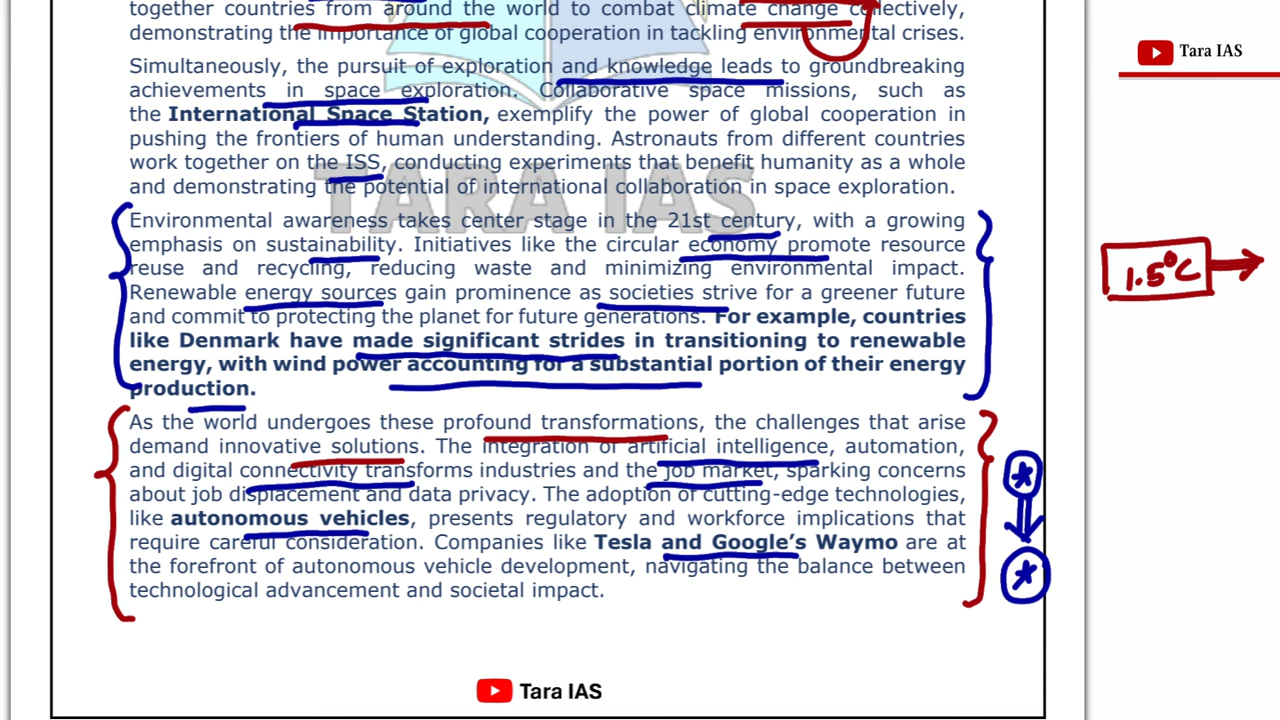 together countries from around the world to combat climate change collectively,
demonstrating the importance of global cooperation in tackling environmental crises.
Tara IAS
Simultaneously, the pursuit of exploration and knowledge leads to groundbreaking
achievements in space exploration. Collaborative space missions, such as
the International Space Station, exemplify the power of global cooperation in
pushing the frontiers of human understanding. Astronauts from different countries
work together on the ISS, conducting experiments that benefit humanity as a whole
and demonstrating the potential of international collaboration in space exploration.
TARA IAS
Environmental awareness takes center stage in the 21st century, with a growing
emphasis on sustainability. Initiatives like the circular economy promote resource
reuse and recycling, reducing waste and minimizing environmental impact.
Renewable energy sources gain prominence as societies strive for a greener future
and commit to protecting the planet for future generations. For example, countries
like Denmark have made significant strides in transitioning to renewable
energy, with wind power accounting for a substantial portion of their energy
production.
1.5°C
As the world undergoes these profound transformations, the challenges that arise
demand innovative solutions. The integration of artificial intelligence, automation,
and digital connectivity transforms industries and the job market, sparking concerns
about job displacement and data privacy. The adoption of cutting-edge technologies,
like autonomous vehicles, presents regulatory and workforce implications that
require careful consideration. Companies like Tesla and Google’s Waymo are at
the forefront of autonomous vehicle development, navigating the balance between
technological advancement and societal impact.
Tara IAS